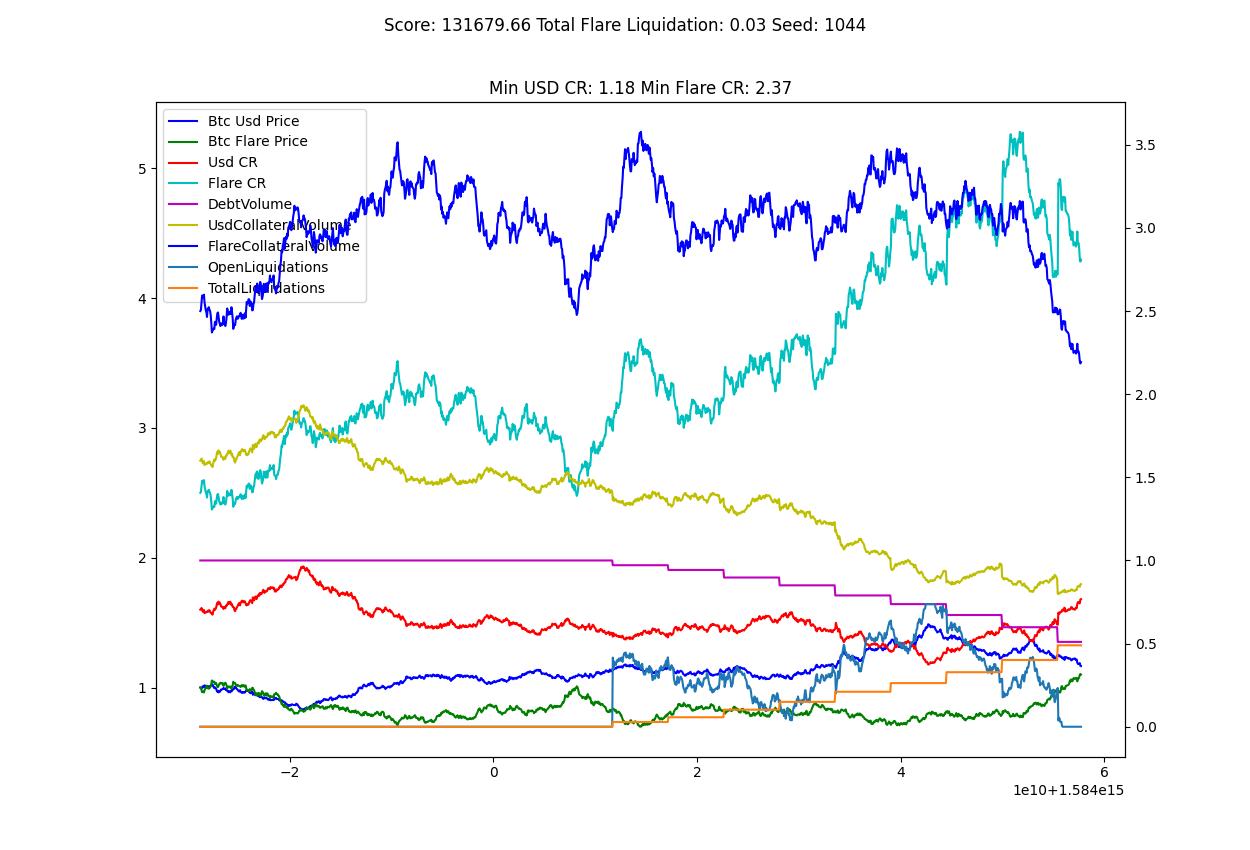 Score: 131679.66 Total Flare Liquidation: 0.03 Seed: 1044
Min USD CR: 1.18 Min Flare CR: 2.37
Btc Usd Price
Btc Flare Price
Usd CR
Flare CR
DebtVolume
UsdCollateralVolume
FlareCollateralVolume
OpenLiquidations
TotalLiquidations
5
4
3
2
1
3.5
3.0
2.5
2.0
1.5
1.0
0.5
0.0
−2
0
2
4
6
1e10+1.584e15